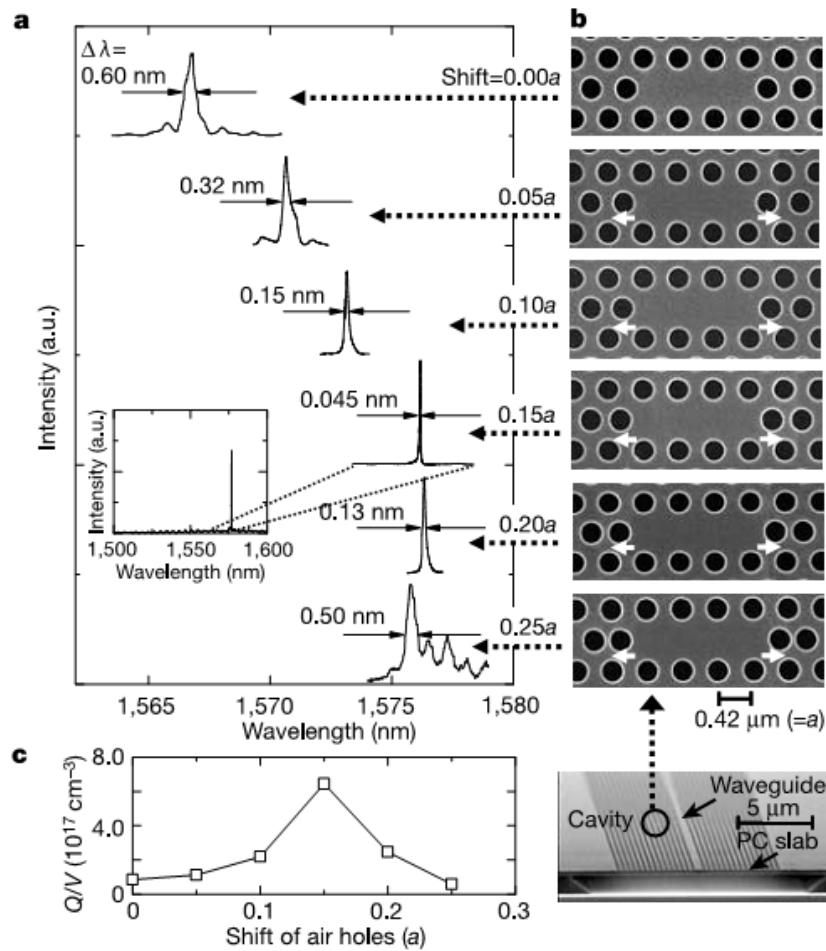 a
b
Δλ=
0.60 nm
Shift=0.00a
0.32 nm
0.05a
0.15 nm
0.10a
0.045 nm
0.15a
0.13 nm
0.20a
0.50 nm
0.25a
Intensity (a.u.)
Intensity (a.u.)
1,500 1,550 1,600
Wavelength (nm)
1,565 1,570 1,575 1,580
Wavelength (nm)
0.42 μm (=a)
c
Q/V (10¹⁷ cm⁻³)
8.0
4.0
0
0 0.1 0.2 0.3
Shift of air holes (a)
Waveguide
5 μm
Cavity
PC slab